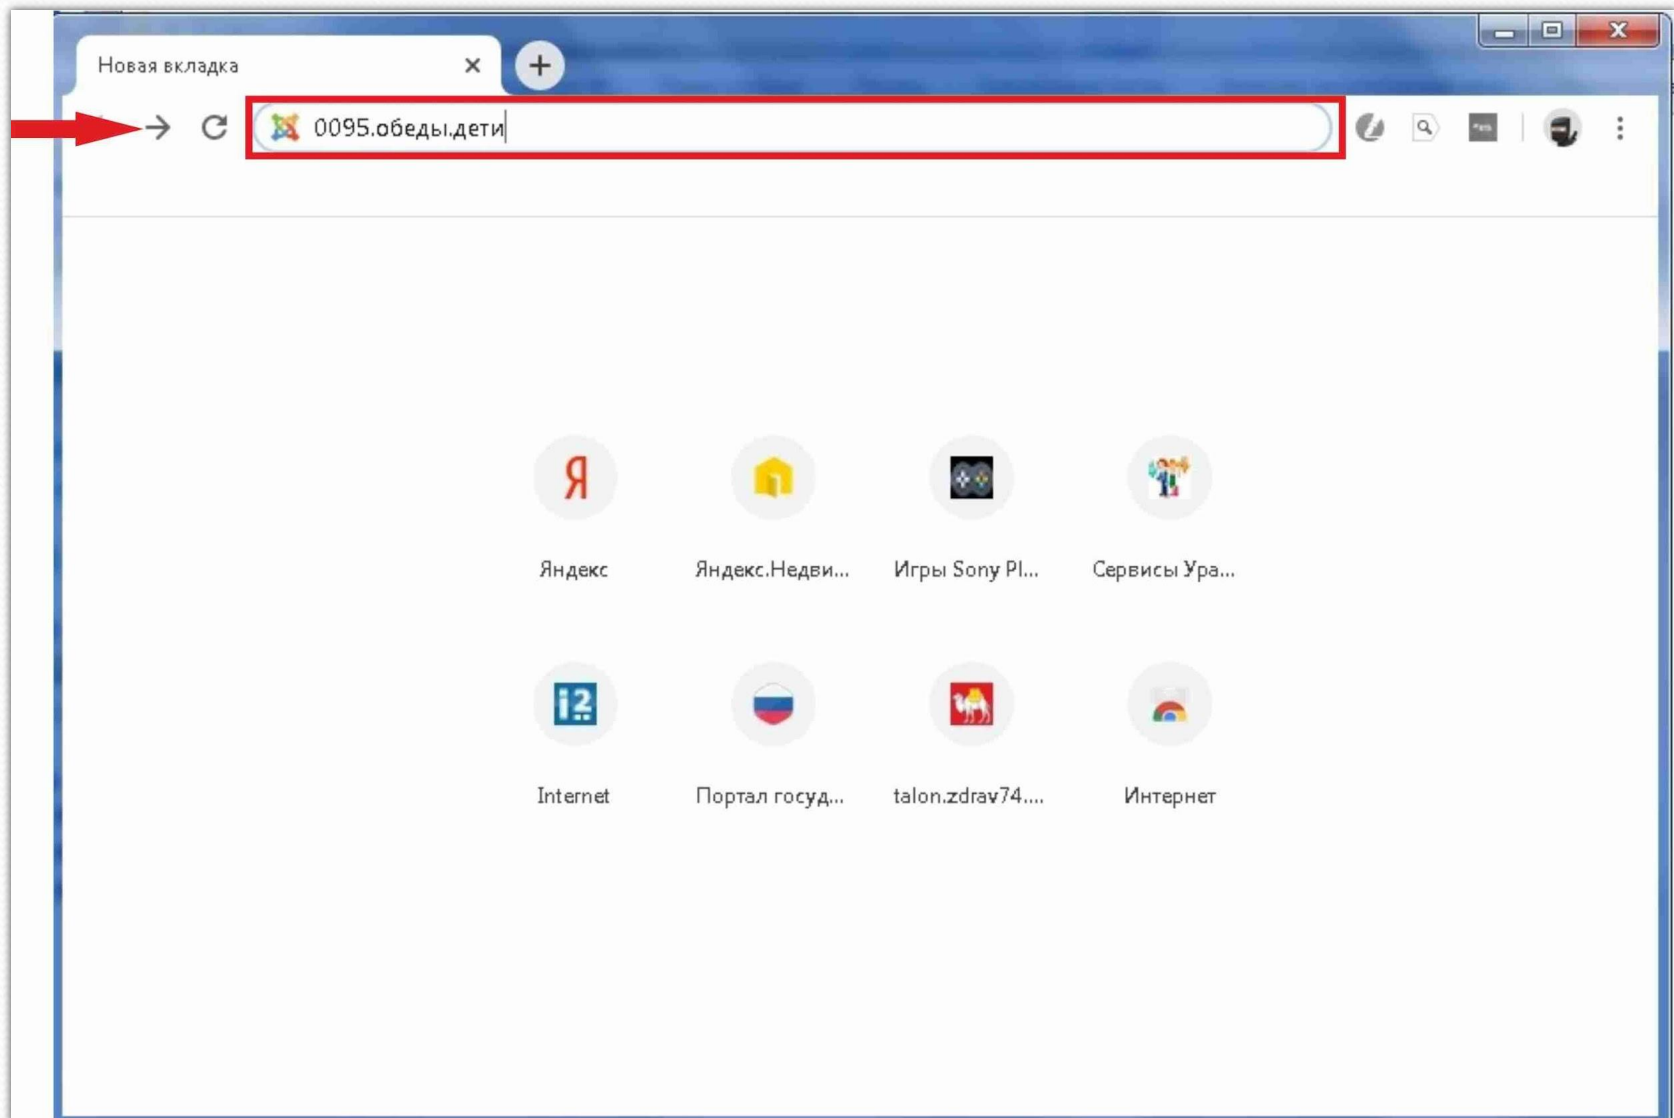 Новая вкладка
0095.обеды.дети
Я
Яндекс
Яндекс.Недви...
Игры Sony Pl...
Сервисы Ура...
i2
Internet
Портал госуд...
talon.zdrav74....
Интернет